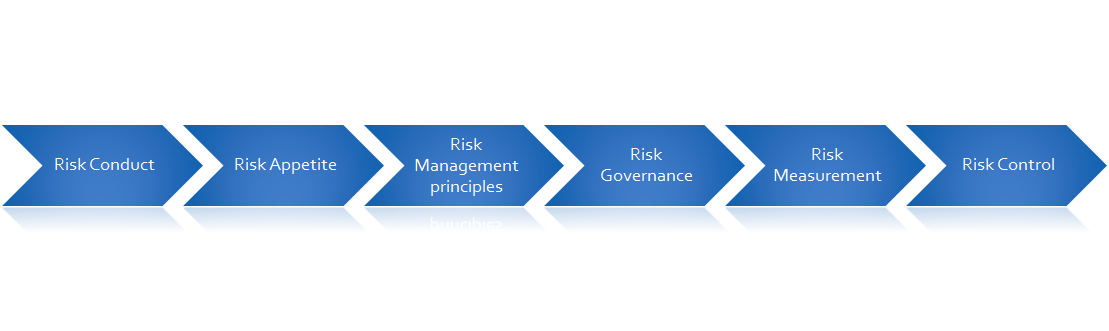 Risk Conduct
Risk Appetite
Risk
Management
principles
Risk
Governance
Risk
Measurement
Risk Control